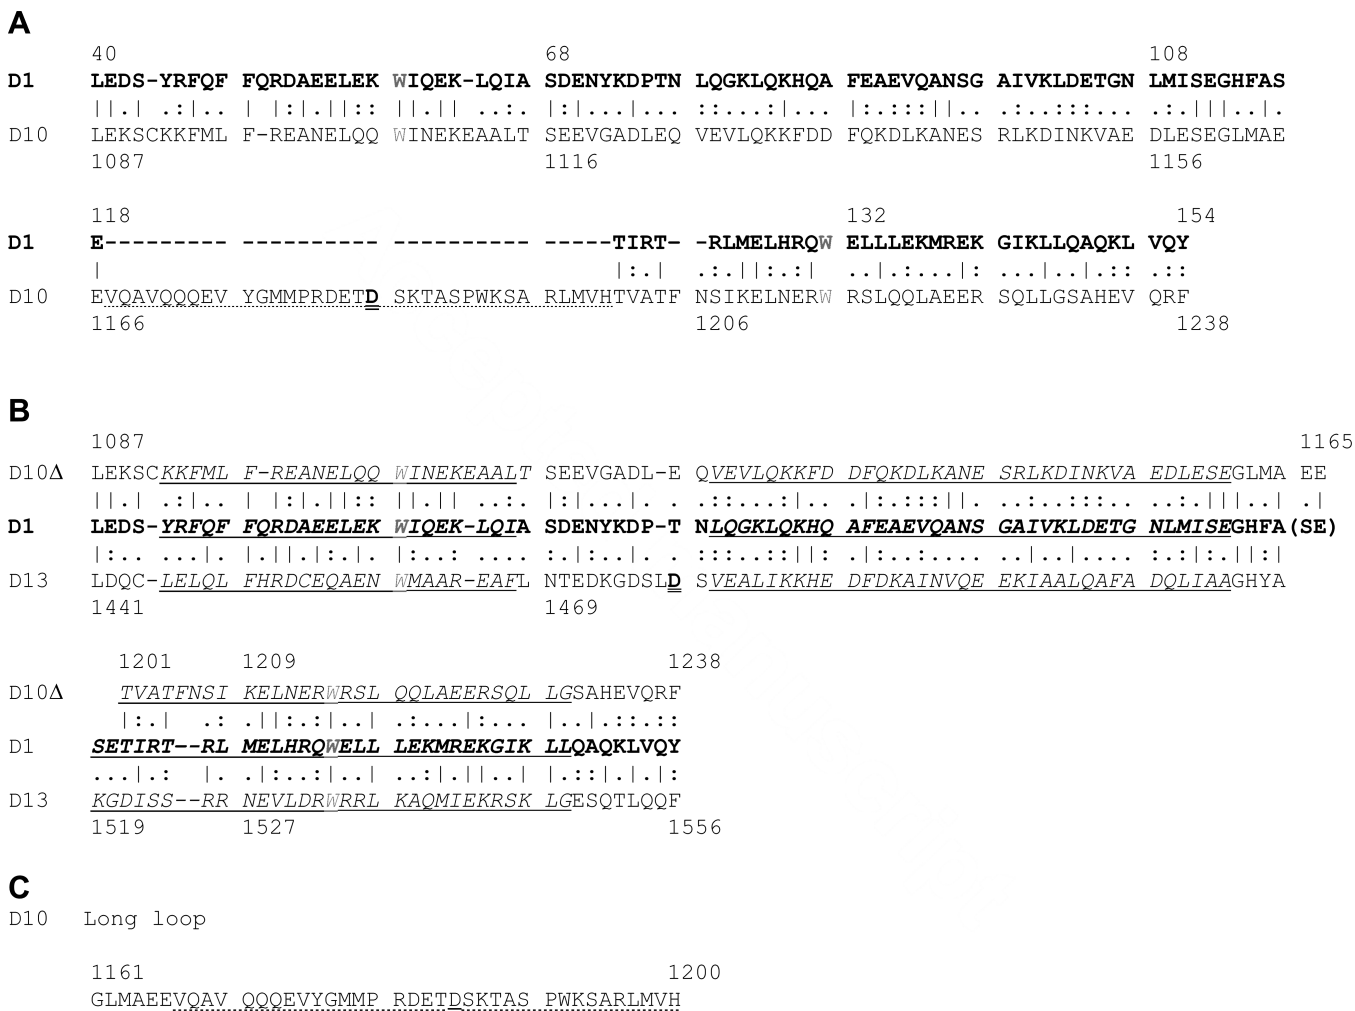 A
40 68 108
D1 LEDS-YRFQF FQRDAEELEK WIQEK-LQIA SDENYKDPTN LQGKLQKHQA FEAEVQANSG AIVKLDETGN LMISEGHFAS
||.| .:|.. | |:|.||:: ||.|| ..:. |:|...|.. ::...:|... |:.:::||.. .|..:::... .:.|||..|.
D10 LEKSCKKFML F-REANELQQ WINEKEAALT SEEVGADLEQ VEVLQKKFDD FQKDLKANES RLKDINKVAE DLESEGLMAE
1087 1116 1156
118 132 154
D1 E--------- ---------- ---------- -----TIRT- -RLMELHRQW ELLLEKMREK GIKLLQAQKL VQY
| |:.| .:||:.:| ..|....|: ...|..|.:: .::
D10 EVQAVQQQEV YGMMPRDETD SKTASPWKSA RLMVHTVATF NSIKELNERW RSLQQLAEER SQLLGSAHEV QRF
1166 1206 1238
B
1087 1165
D10Δ LEKSCKKFML F-REANELQQ WINEKEAALT SEEVGADL-E QVEVLQKKFD DFQKDLKANE SRLKDINKVA EDLESEGLMA EE
||.| .:|.. | |:|.||:: ||.|| ..:. |:|...|. . .::...:|.. .|:.:::||. ..|..:::.. ..:.|||..| .|
D1 LEDS-YRFQF FQRDAEELEK WIQEK-LQIA SDENYKDP-T NLQGKLQKHQ AFEAEVQANS GAIVKLDETG NLMISEGHFA(SE)
D13 LDQC-LELQL FHRDCEQAEN WMAAR-EAFL NTEDKGDSLD SVEALIKKHE DFDKAINVQE EKIAALQAFA DQLIAAGHYA
1441 1469
1201 1209 1238
D10Δ TVATFNSI KELNERWRSL QQLAEERSQL LGSAHEVQRF
|:.| .: .||:.:|..| ....|:... |..|.::.::
D1 SETIRT--RL MELHRQWELL LEKMREKGIK LLQAQKLVQY
D13 KGDISS--RR NEVLDRWRRL KAQMIEKRSK LGESQTLQQF
1519 1527 1556
C
D10 Long loop
1161 1200
GLMAEEVQAV QQQEVYGMMP RDETDSKTAS PWKSARLMVH